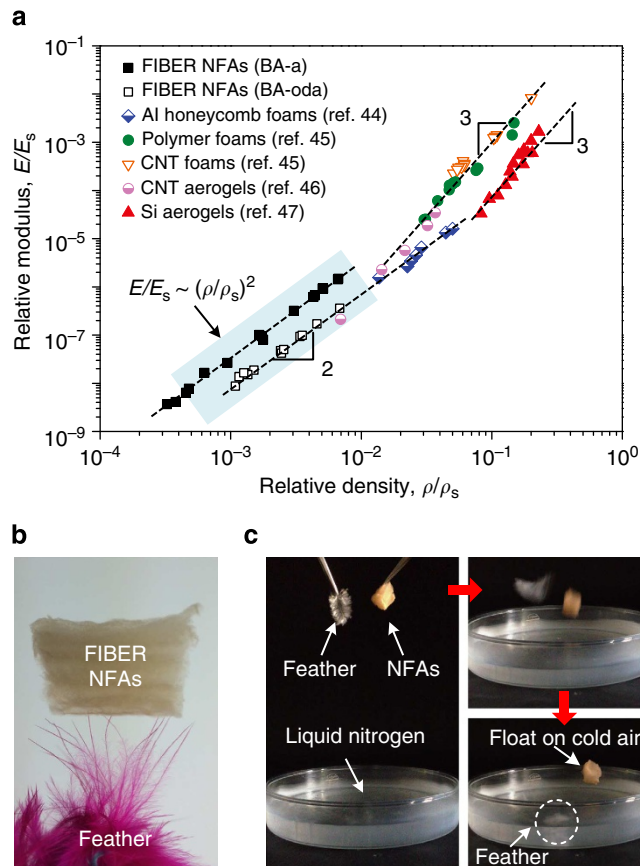 a
10⁻¹
10⁻³
10⁻⁵
10⁻⁷
10⁻⁹
Relative modulus, E/Eₛ
FIBER NFAs (BA-a)
FIBER NFAs (BA-oda)
Al honeycomb foams (ref. 44)
Polymer foams (ref. 45)
CNT foams (ref. 45)
CNT aerogels (ref. 46)
Si aerogels (ref. 47)
3
3
E/Eₛ ~ (ρ/ρₛ)²
2
10⁻⁴
10⁻³
10⁻²
10⁻¹
10⁰
Relative density, ρ/ρₛ
b
FIBER
NFAs
Feather
c
Feather
NFAs
Liquid nitrogen
Float on cold air
Feather